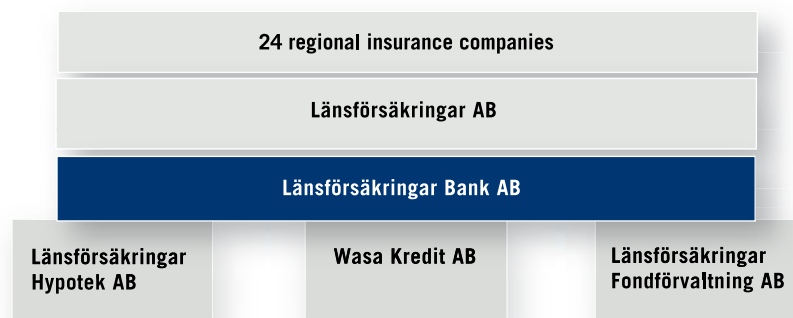 24 regional insurance companies
Länsförsäkringar AB
Länsförsäkringar Bank AB
Länsförsäkringar
Hypotek AB
Wasa Kredit AB
Länsförsäkringar
Fondförvaltning AB